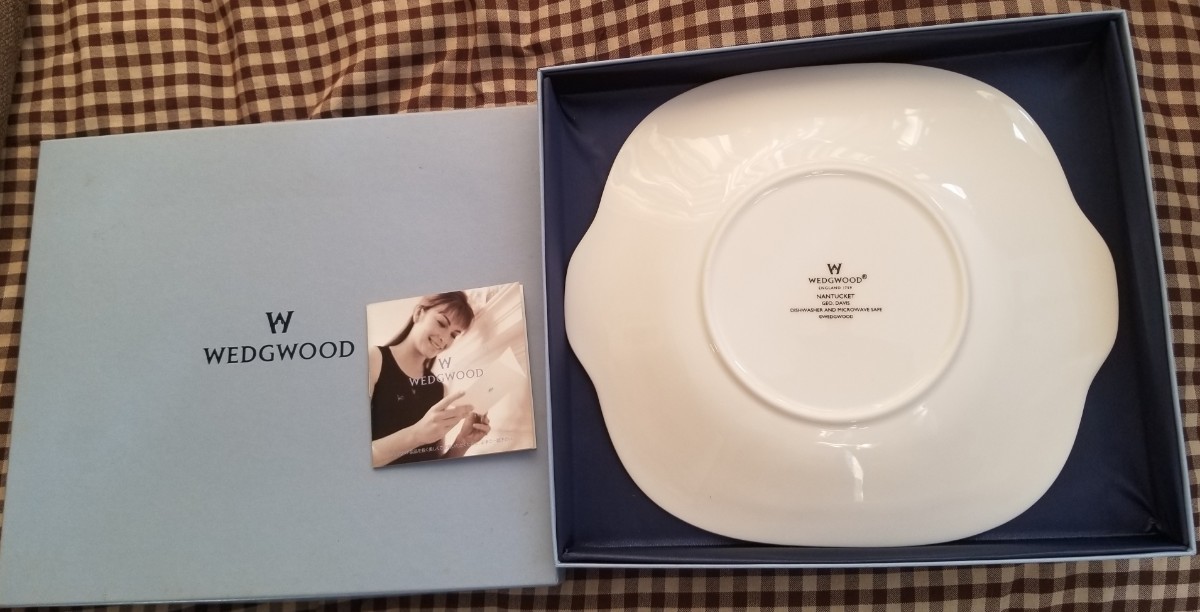 WEDGWOOD
WEDGWOOD
WEDGWOOD®
ENGLAND 1759
NANTUCKET
GEO. DAVIS
DISHWASHER AND MICROWAVE SAFE
©WEDGWOOD